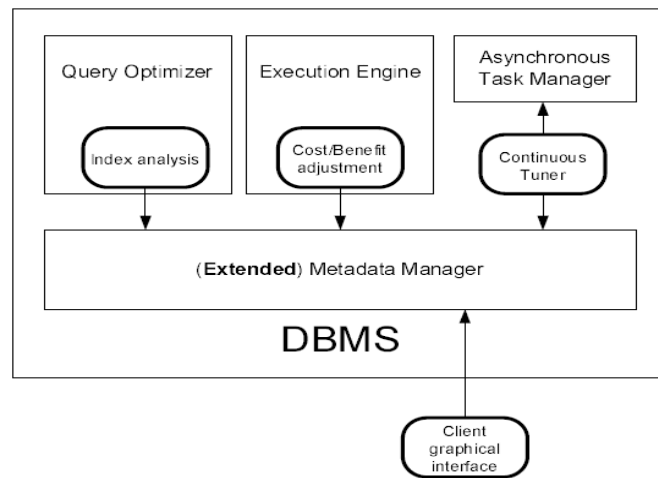 Query Optimizer
Index analysis
Execution Engine
Cost/Benefit
adjustment
Asynchronous
Task Manager
Continuous
Tuner
(Extended) Metadata Manager
DBMS
Client
graphical
interface